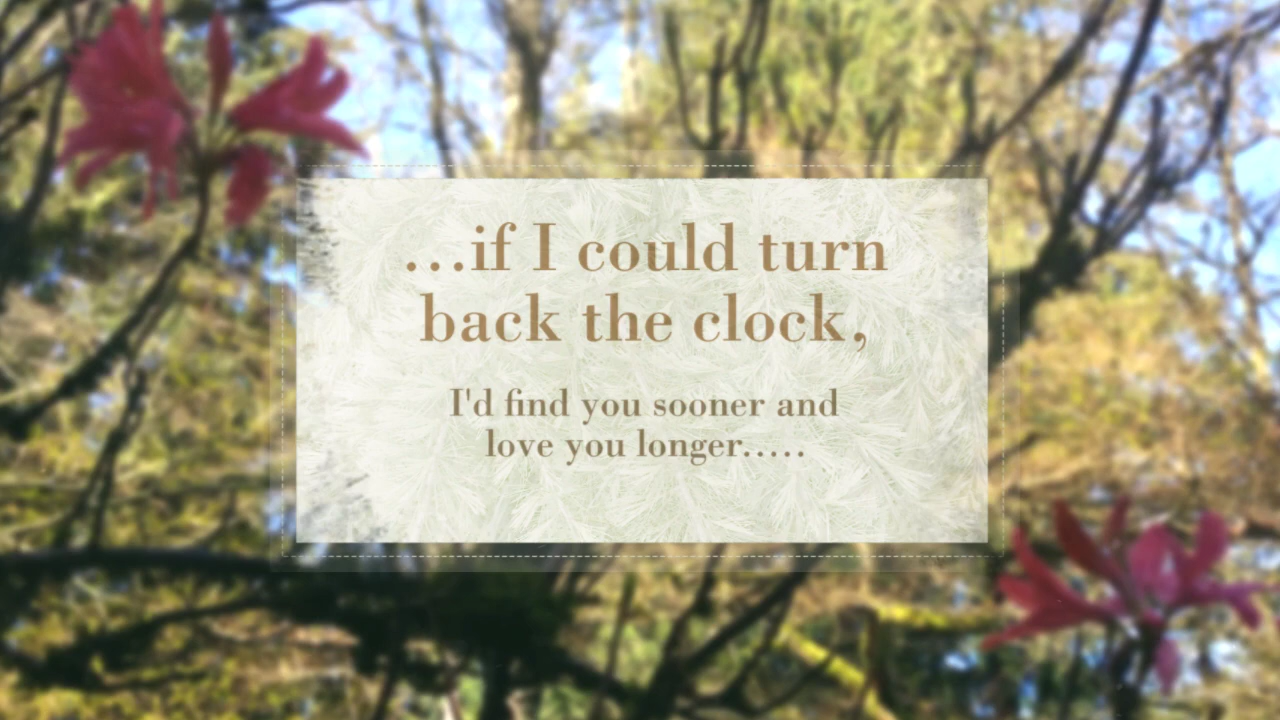 ...if I could turn
back the clock,
I'd find you sooner and
love you longer.....